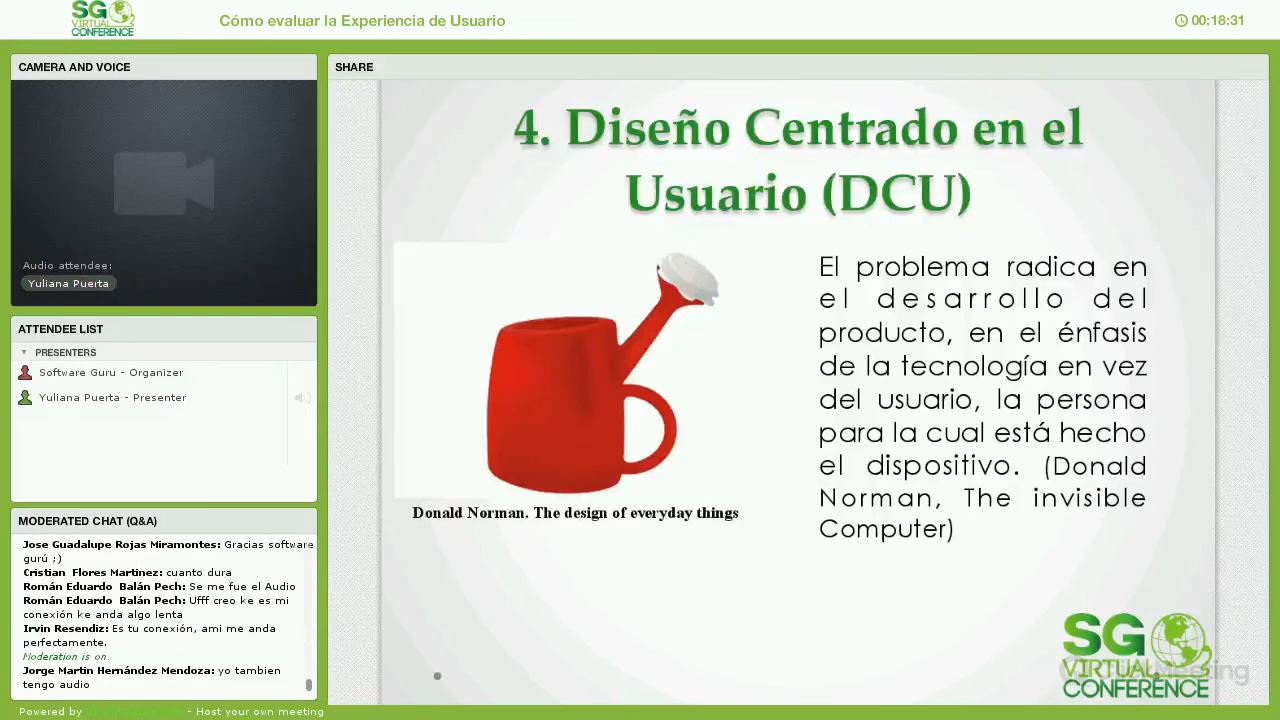 SG
VIRTUAL
CONFERENCE
Cómo evaluar la Experiencia de Usuario
00:18:31
CAMERA AND VOICE
Audio attendee:
Yuliana Puerta
ATTENDEE LIST
PRESENTERS
Software Guru - Organizer
Yuliana Puerta - Presenter
MODERATED CHAT (Q&A)
Jose Guadalupe Rojas Miramontes: Gracias software
gurú ;)
Cristian Flores Martinez: cuanto dura
Román Eduardo Balán Pech: Se me fue el Audio
Román Eduardo Balán Pech: Ufff creo ke es mi
conexión ke anda algo lenta
Irvin Resendiz: Es tu conexión, ami me anda
perfectamente.
Moderation is on.
Jorge Martin Hernández Mendoza: yo tambien
tengo audio
Powered by - Host your own meeting
SHARE
4. Diseño Centrado en el
Usuario (DCU)
Donald Norman. The design of everyday things
El problema radica en
el desarrollo del
producto, en el énfasis
de la tecnología en vez
del usuario, la persona
para la cual está hecho
el dispositivo. (Donald
Norman, The invisible
Computer)
SG
VIRTUAL
CONFERENCE